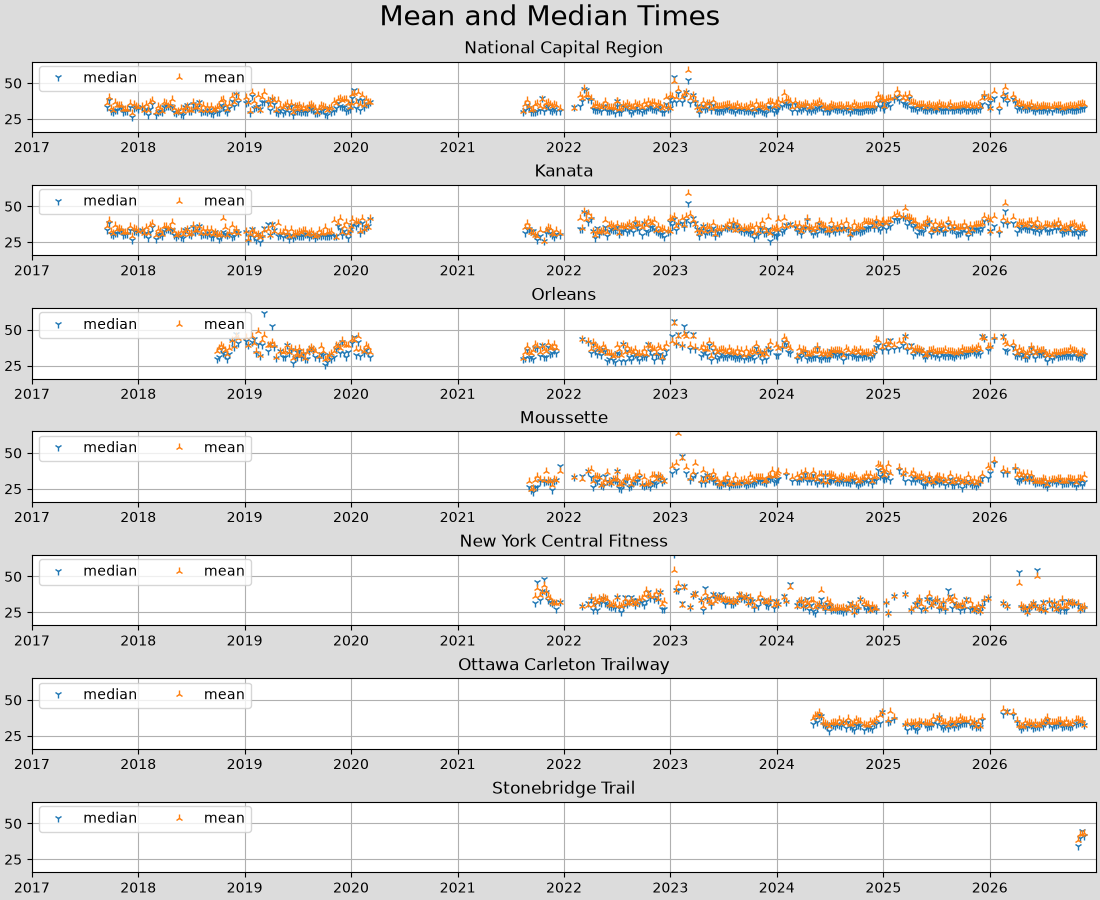 Mean and Median Times
National Capital Region
50
25
median mean
2017 2018 2019 2020 2021 2022 2023 2024 2025 2026
Kanata
50
25
median mean
2017 2018 2019 2020 2021 2022 2023 2024 2025 2026
Orleans
50
25
median mean
2017 2018 2019 2020 2021 2022 2023 2024 2025 2026
Moussette
50
25
median mean
2017 2018 2019 2020 2021 2022 2023 2024 2025 2026
New York Central Fitness
50
25
median mean
2017 2018 2019 2020 2021 2022 2023 2024 2025 2026
Ottawa Carleton Trailway
50
25
median mean
2017 2018 2019 2020 2021 2022 2023 2024 2025 2026
Stonebridge Trail
50
25
median mean
2017 2018 2019 2020 2021 2022 2023 2024 2025 2026